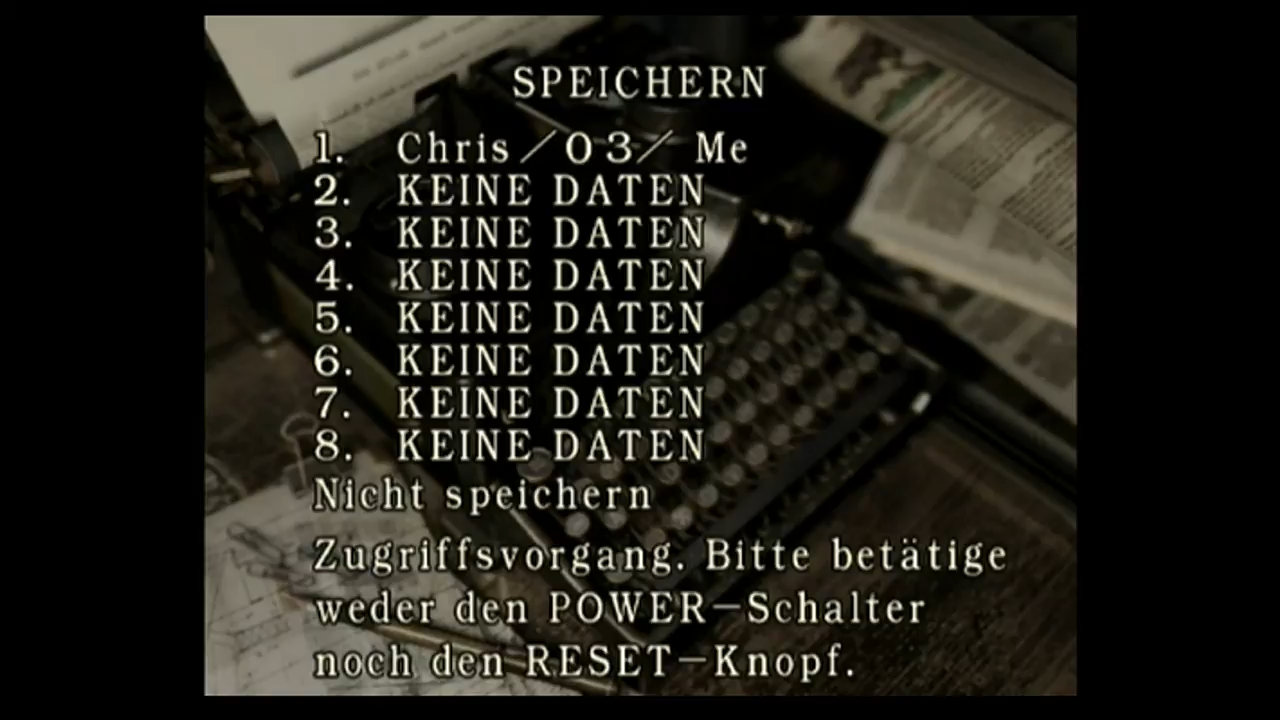 SPEICHERN
1. Chris／03／ Me
2. KEINE DATEN
3. KEINE DATEN
4. KEINE DATEN
5. KEINE DATEN
6. KEINE DATEN
7. KEINE DATEN
8. KEINE DATEN
Nicht speichern
Zugriffsvorgang. Bitte betätige
weder den POWER－Schalter
noch den RESET－Knopf.